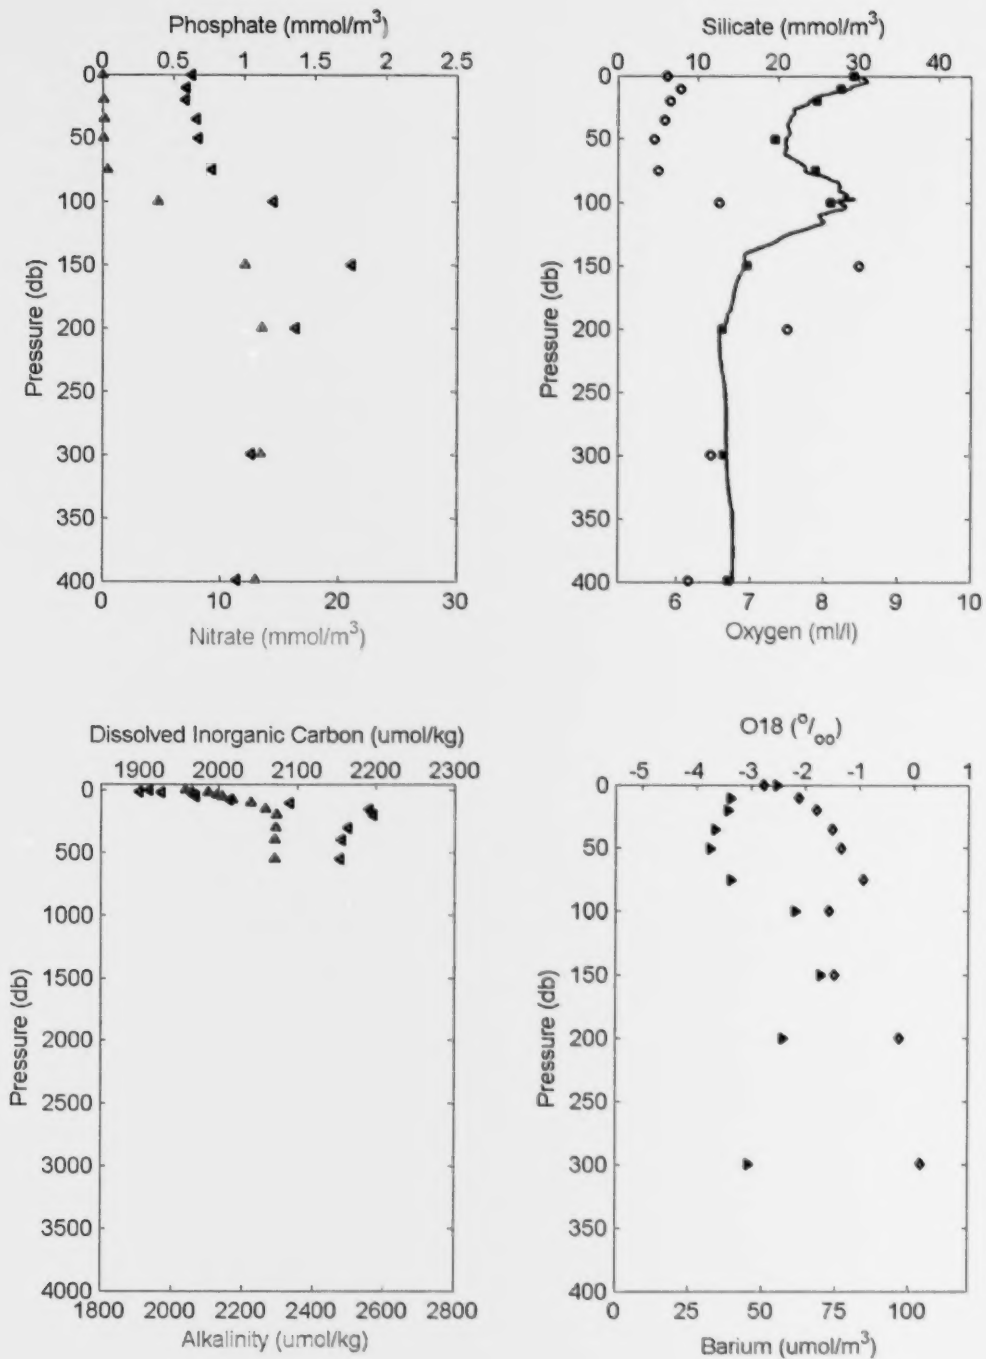 Phosphate (mmol/m³)
0 0.5 1 1.5 2 2.5
0
50
100
150
200
250
300
350
400
Pressure (db)
0 10 20 30
Nitrate (mmol/m³)
Silicate (mmol/m³)
0 10 20 30 40
0
50
100
150
200
250
300
350
400
Pressure (db)
6 7 8 9 10
Oxygen (ml/l)
Dissolved Inorganic Carbon (umol/kg)
1900 2000 2100 2200 2300
0
500
1000
1500
2000
2500
3000
3500
4000
Pressure (db)
1800 2000 2200 2400 2600 2800
Alkalinity (umol/kg)
O18 (⁰/₀₀)
-5 -4 -3 -2 -1 0 1
0
50
100
150
200
250
300
350
400
Pressure (db)
0 25 50 75 100
Barium (umol/m³)